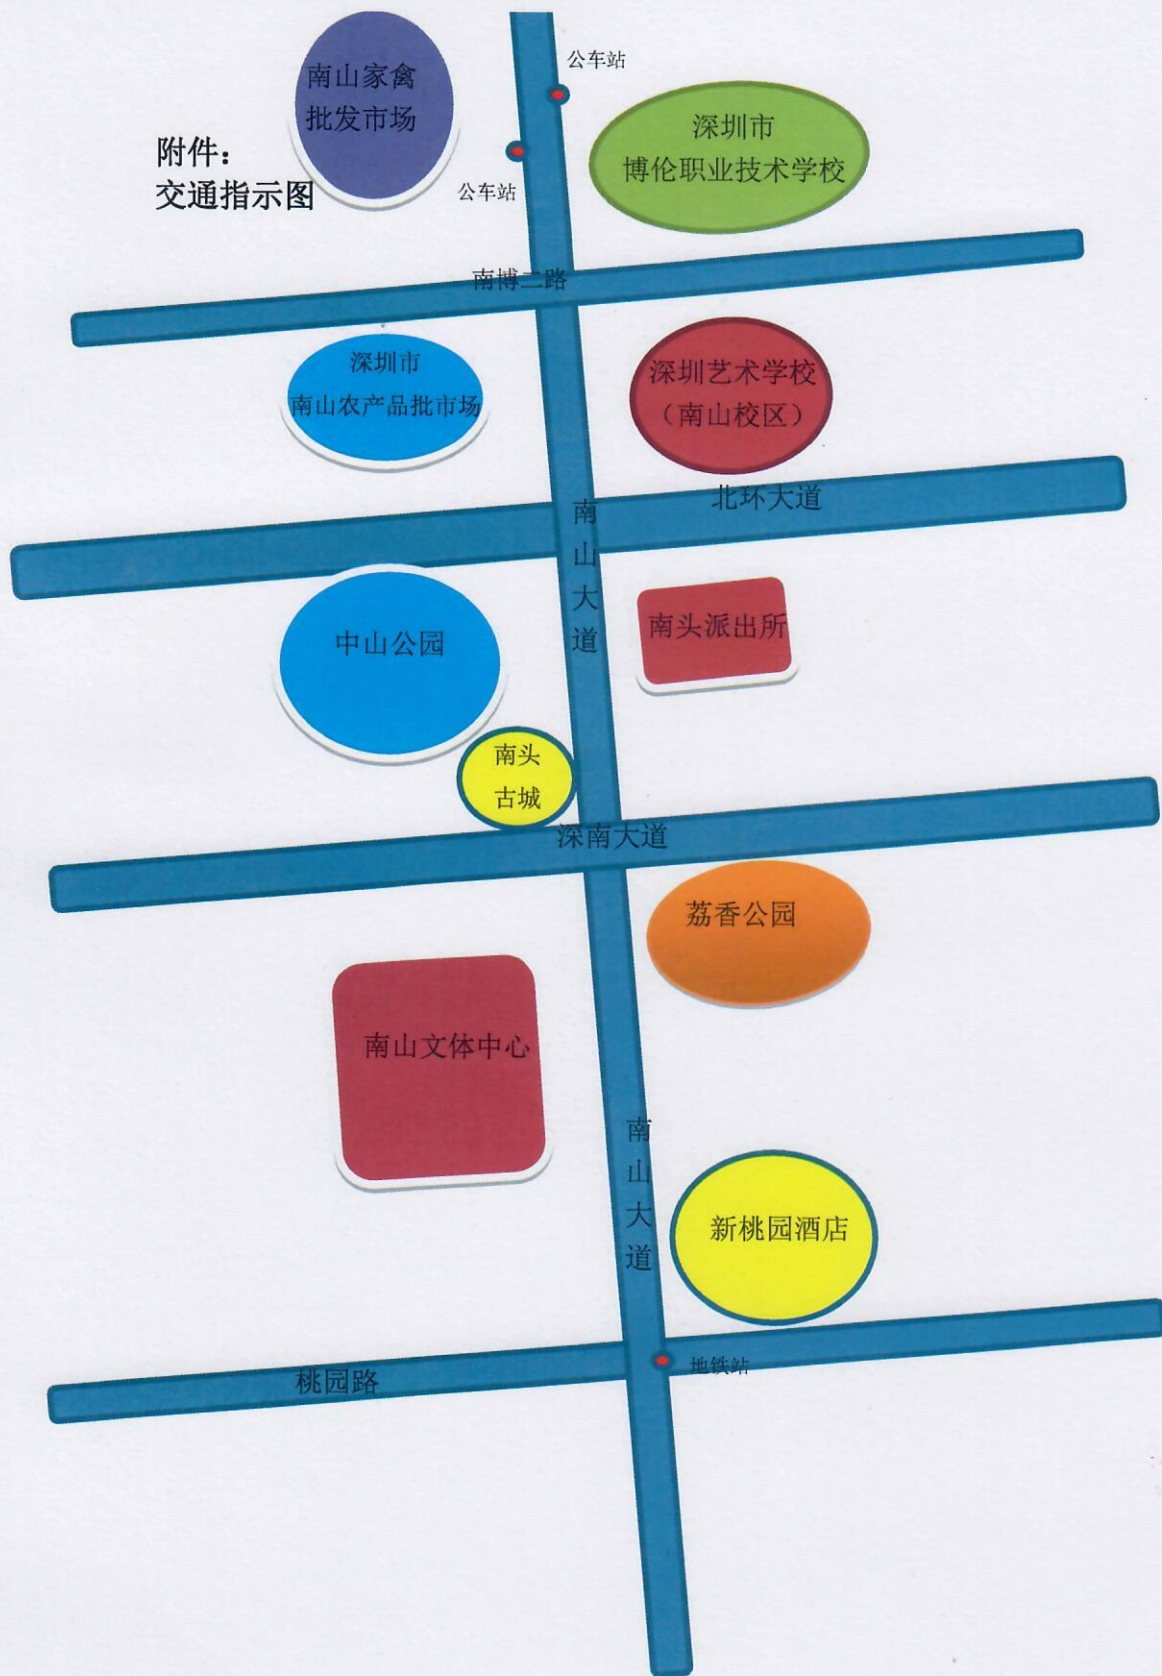 公车站
南山家禽
批发市场
附件：
交通指示图
深圳市
博伦职业技术学校
公车站
南博二路
深圳市
南山农产品批市场
深圳艺术学校
（南山校区）
北环大道
南山大道
中山公园
南头派出所
南头
古城
深南大道
荔香公园
南山文体中心
南山大道
新桃园酒店
地铁站
桃园路